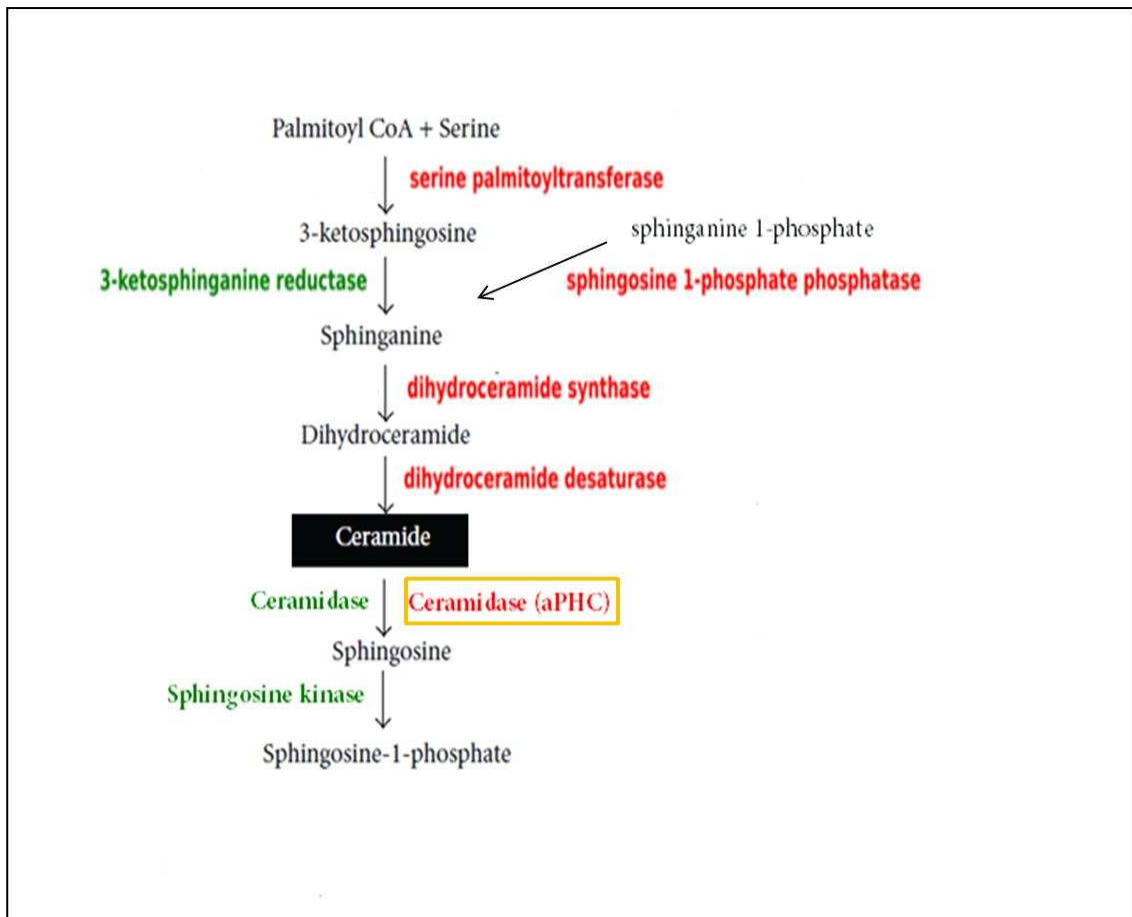 Palmitoyl CoA + Serine
serine palmitoyltransferase
3-ketosphingosine
sphinganine 1-phosphate
3-ketosphinganine reductase
sphingosine 1-phosphate phosphatase
Sphinganine
dihydroceramide synthase
Dihydroceramide
dihydroceramide desaturase
Ceramide
Ceramidase
Ceramidase (aPHC)
Sphingosine
Sphingosine kinase
Sphingosine-1-phosphate